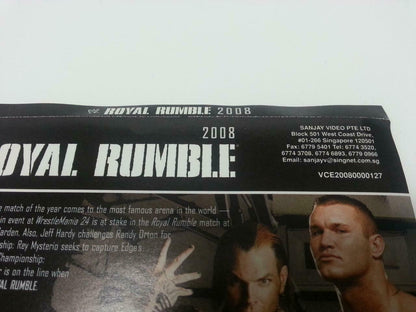 ROYAL RUMBLE 2008
2008
OYAL RUMBLE
SANJAY VIDEO PTE LTD
Block 501 West Coast Drive,
#01-266 Singapore 120501
Fax: 6779 5401 Tel: 6774 3520,
6774 3706, 6774 6893, 6779 0866
Email: sanjayv@singnet.com.sg
VCE20080000127
e match of the year comes to the most famous arena in the world —
in event at WrestleMania 24 is at stake in the Royal Rumble match at
Garden. Also, Jeff Hardy challenges Randy Orton for
ship: Rey Mysterio seeks to capture Edge's
Championship:
r is on the line when
AL RUMBLE.